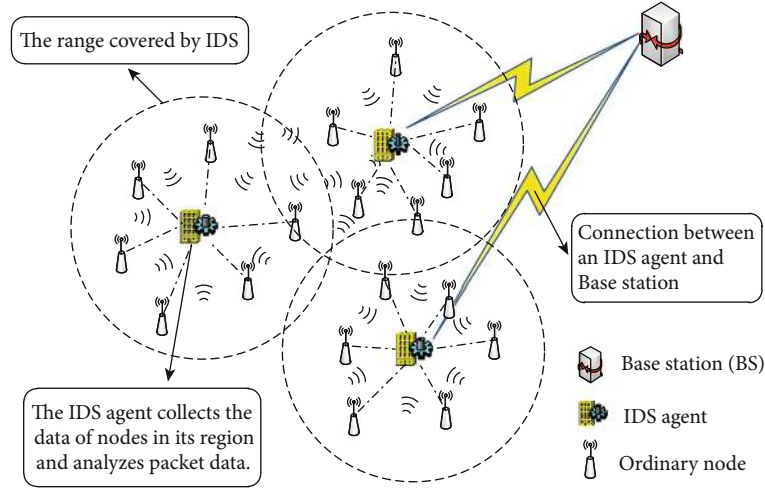 The range covered by IDS
Connection between
an IDS agent and
Base station
The IDS agent collects the
data of nodes in its region
and analyzes packet data.
Base station (BS)
IDS agent
Ordinary node